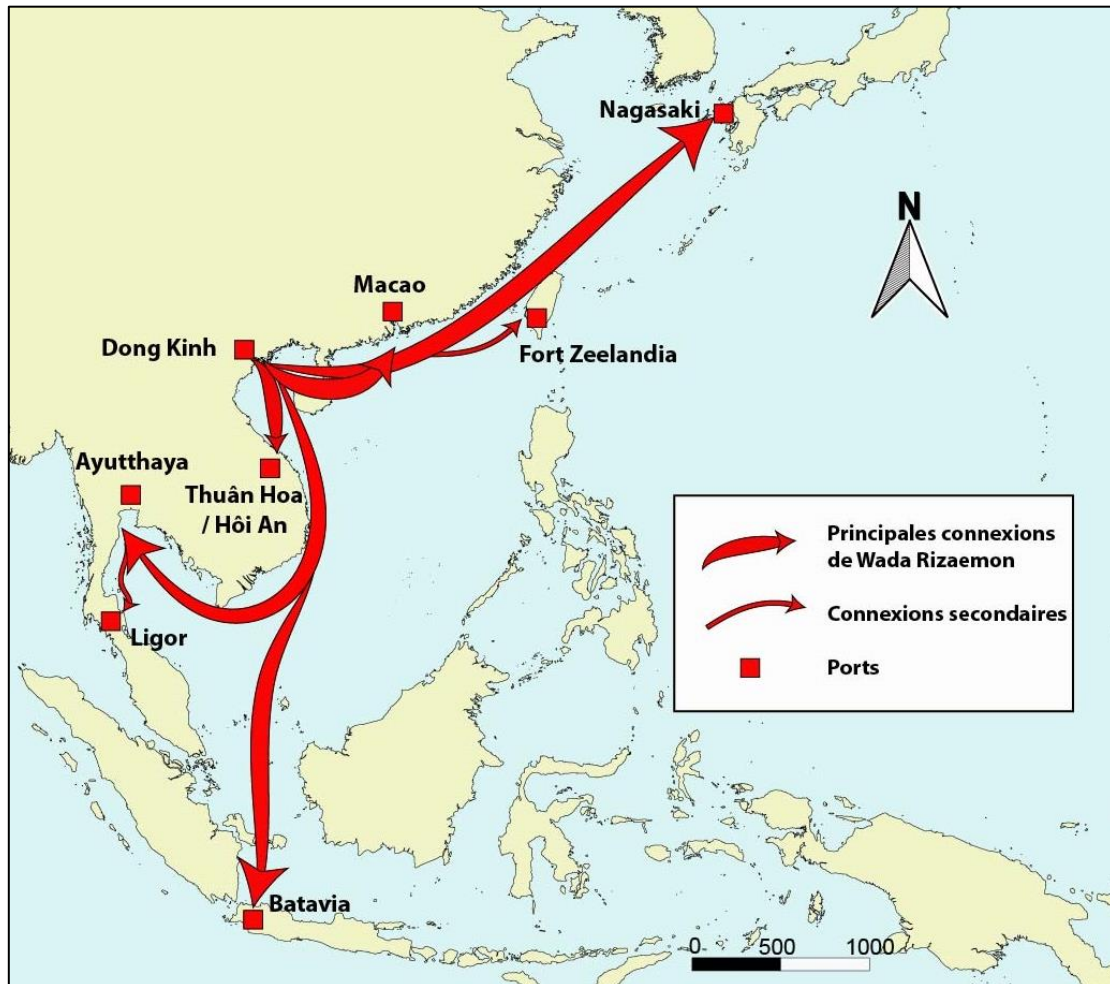 Nagasaki
N
Macao
Dong Kinh
Fort Zeelandia
Ayutthaya
Thuân Hoa
/ Hôi An
Ligor
Batavia
Principales connexions
de Wada Rizaemon
Connexions secondaires
Ports
0 500 1000